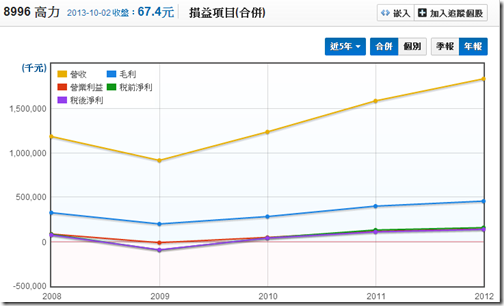 8996 高力 2013-10-02 收盤：67.4元 損益項目(合併) 嵌入 加入追蹤個股
近5年 合併 個別 季報 年報
(千元)
營收 毛利
營業利益 稅前淨利
稅後淨利
1,500,000
1,000,000
500,000
0
-500,000
2008 2009 2010 2011 2012